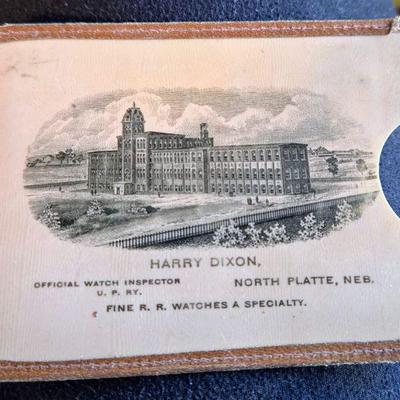 HARRY DIXON,
OFFICIAL WATCH INSPECTOR
U. P. RY.
NORTH PLATTE, NEB.
FINE R. R. WATCHES A SPECIALTY.